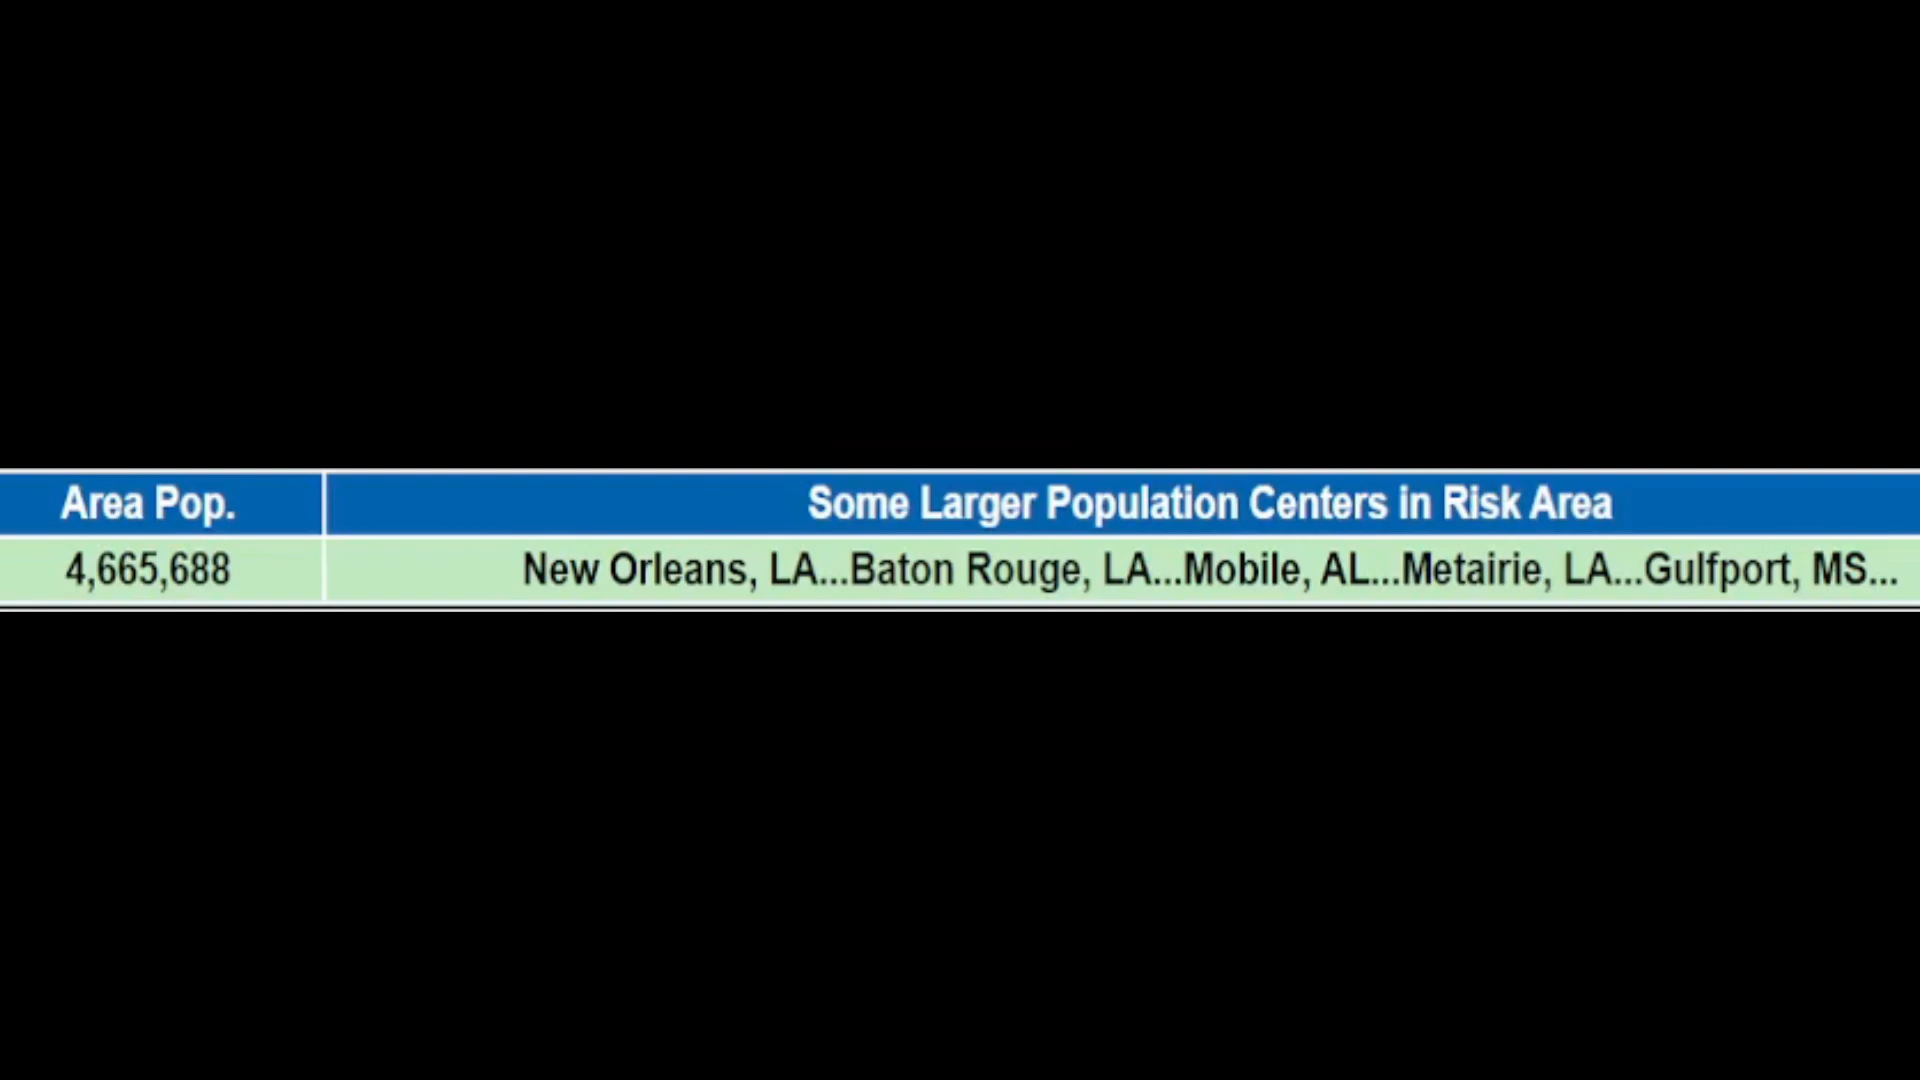 Area Pop. Some Larger Population Centers in Risk Area
4,665,688 New Orleans, LA...Baton Rouge, LA...Mobile, AL...Metairie, LA...Gulfport, MS...